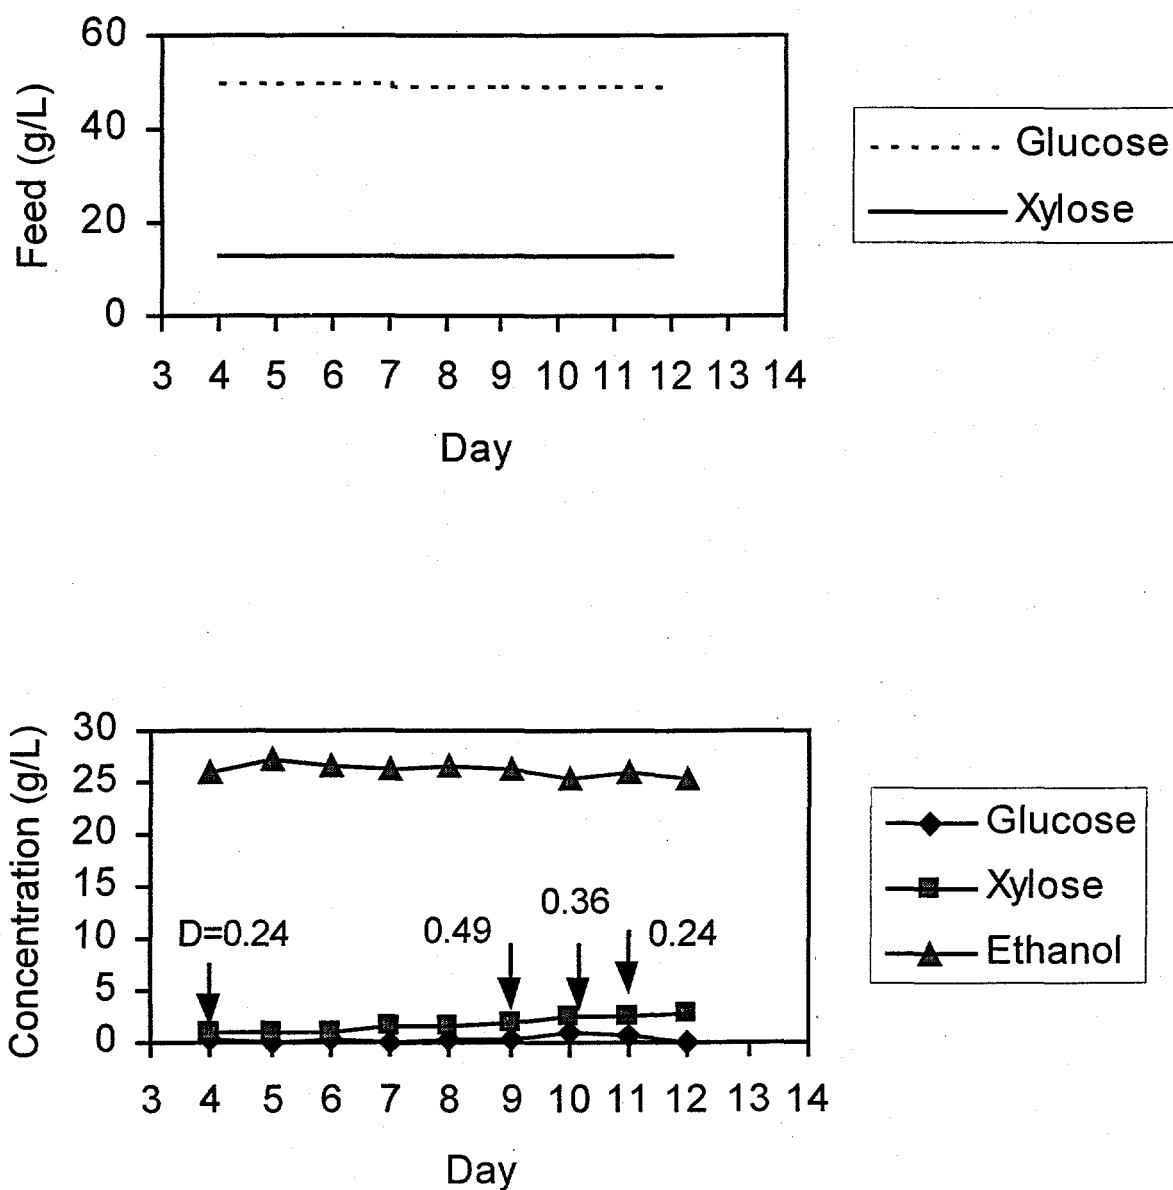 60
40
20
0
Feed (g/L)
3 4 5 6 7 8 9 10 11 12 13 14
Day
Glucose
Xylose
30
25
20
15
10
5
0
Concentration (g/L)
D=0.24
0.49
0.36
0.24
3 4 5 6 7 8 9 10 11 12 13 14
Day
Glucose
Xylose
Ethanol